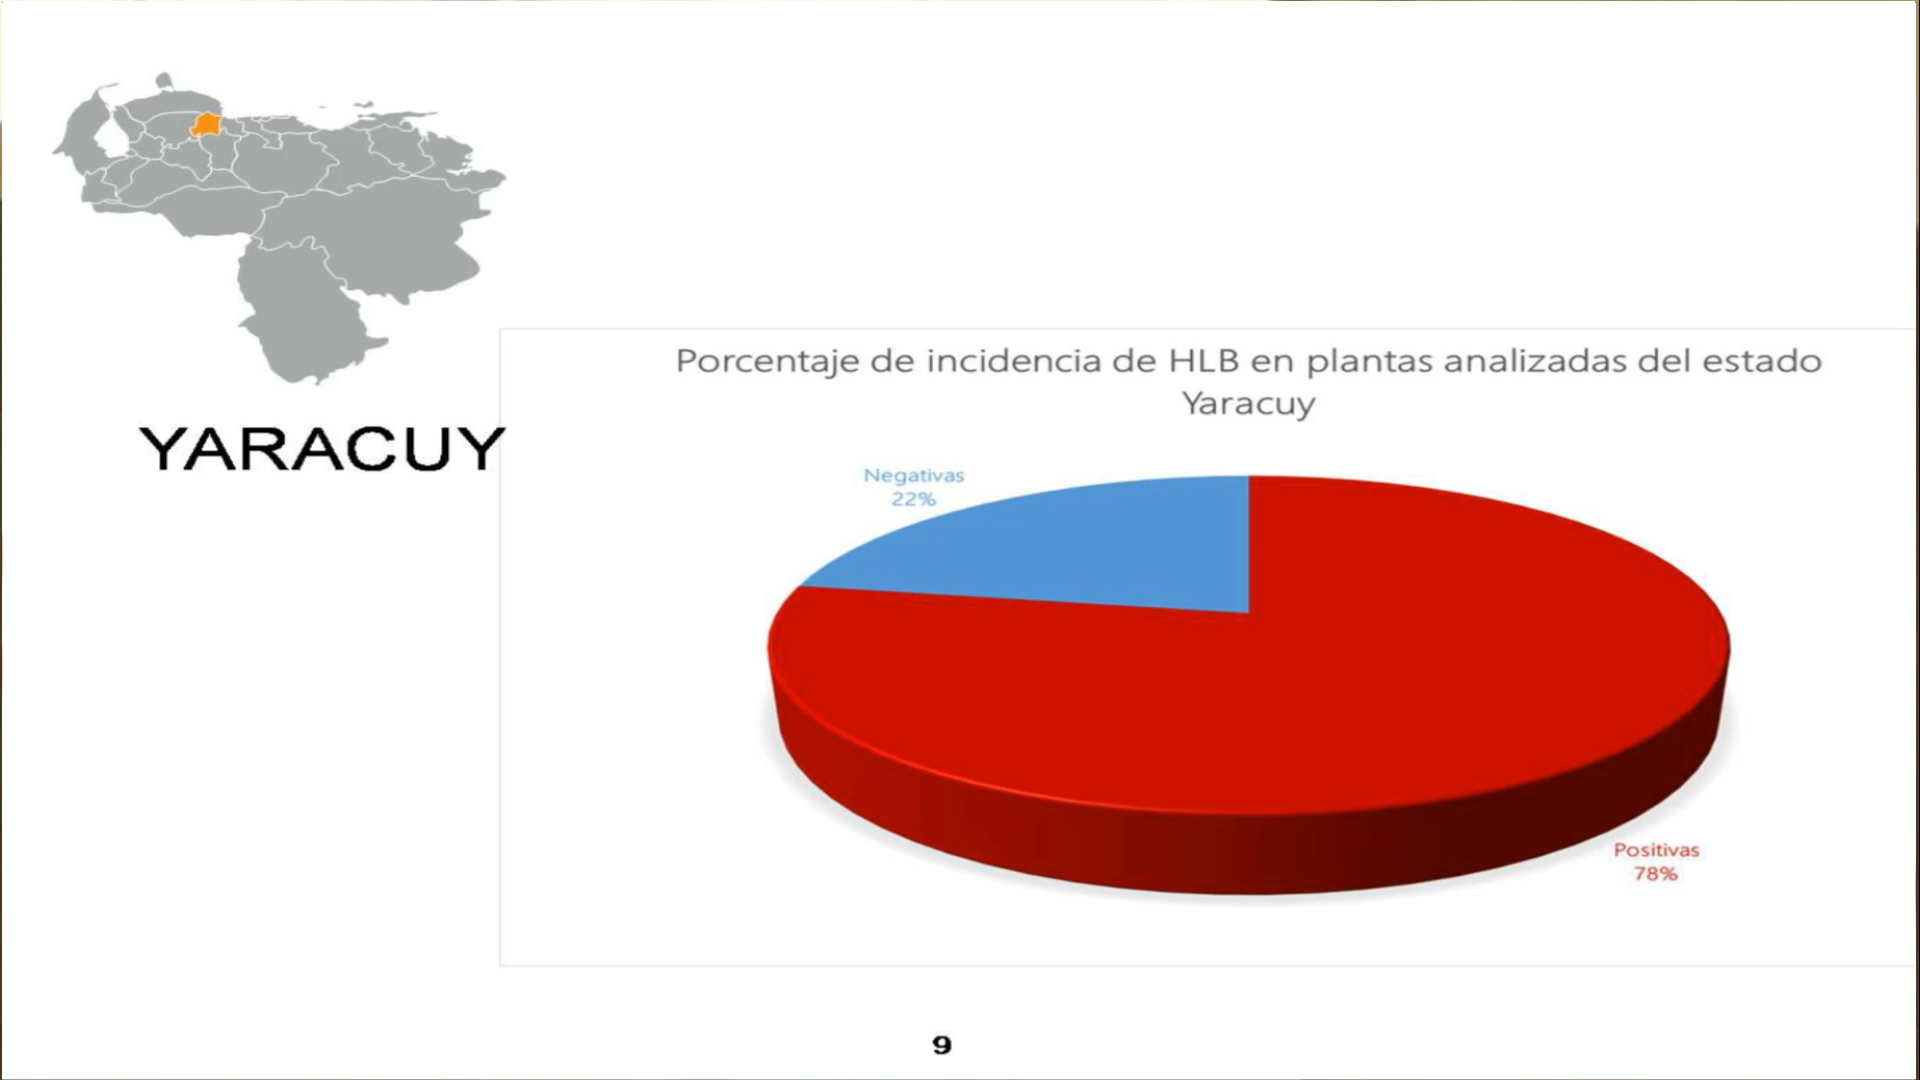 YARACUY
Porcentaje de incidencia de HLB en plantas analizadas del estado
Yaracuy
Negativas
22%
Positivas
78%
9